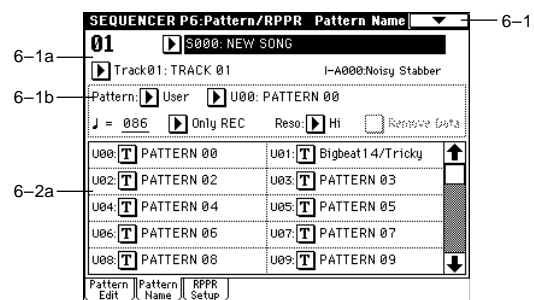 SEQUENCER P6:Pattern/RPPR Pattern Name
6–1
01 S000: NEW SONG
6–1a
Track01: TRACK 01 I-A000:Noisy Stabber
6–1b
Pattern: User U00: PATTERN 00
♩ = 086 Only REC Reso: Hi Remove Data
U00: T PATTERN 00 U01: T Bigbeat14/Tricky
6–2a
U02: T PATTERN 02 U03: T PATTERN 03
U04: T PATTERN 04 U05: T PATTERN 05
U06: T PATTERN 06 U07: T PATTERN 07
U08: T PATTERN 08 U09: T PATTERN 09
Pattern Edit Pattern Name RPPR Setup